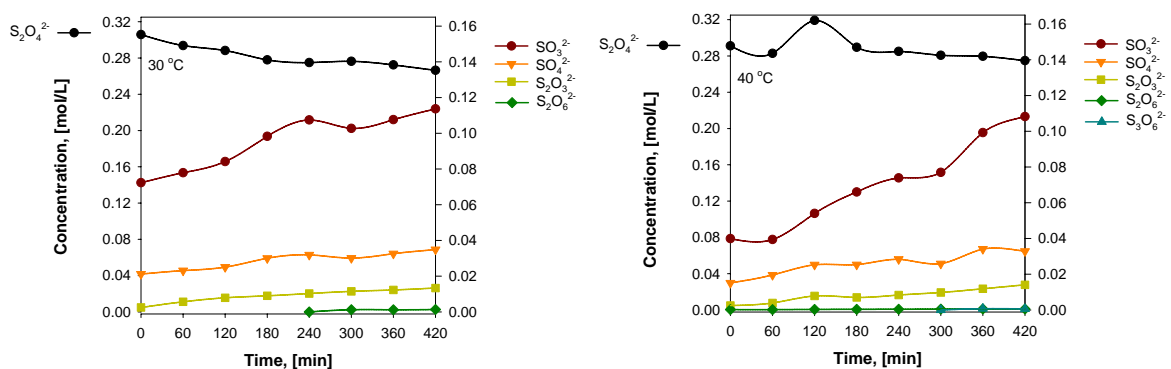 S₂O₄²⁻
30 °C
Concentration, [mol/L]
0.32
0.28
0.24
0.20
0.16
0.12
0.08
0.04
0.00
0.16
0.14
0.12
0.10
0.08
0.06
0.04
0.02
0.00
0 60 120 180 240 300 360 420
Time, [min]
SO₃²⁻
SO₄²⁻
S₂O₃²⁻
S₂O₆²⁻
S₂O₄²⁻
40 °C
Concentration, [mol/L]
0.32
0.28
0.24
0.20
0.16
0.12
0.08
0.04
0.00
0.16
0.14
0.12
0.10
0.08
0.06
0.04
0.02
0.00
0 60 120 180 240 300 360 420
Time, [min]
SO₃²⁻
SO₄²⁻
S₂O₃²⁻
S₂O₆²⁻
S₃O₆²⁻